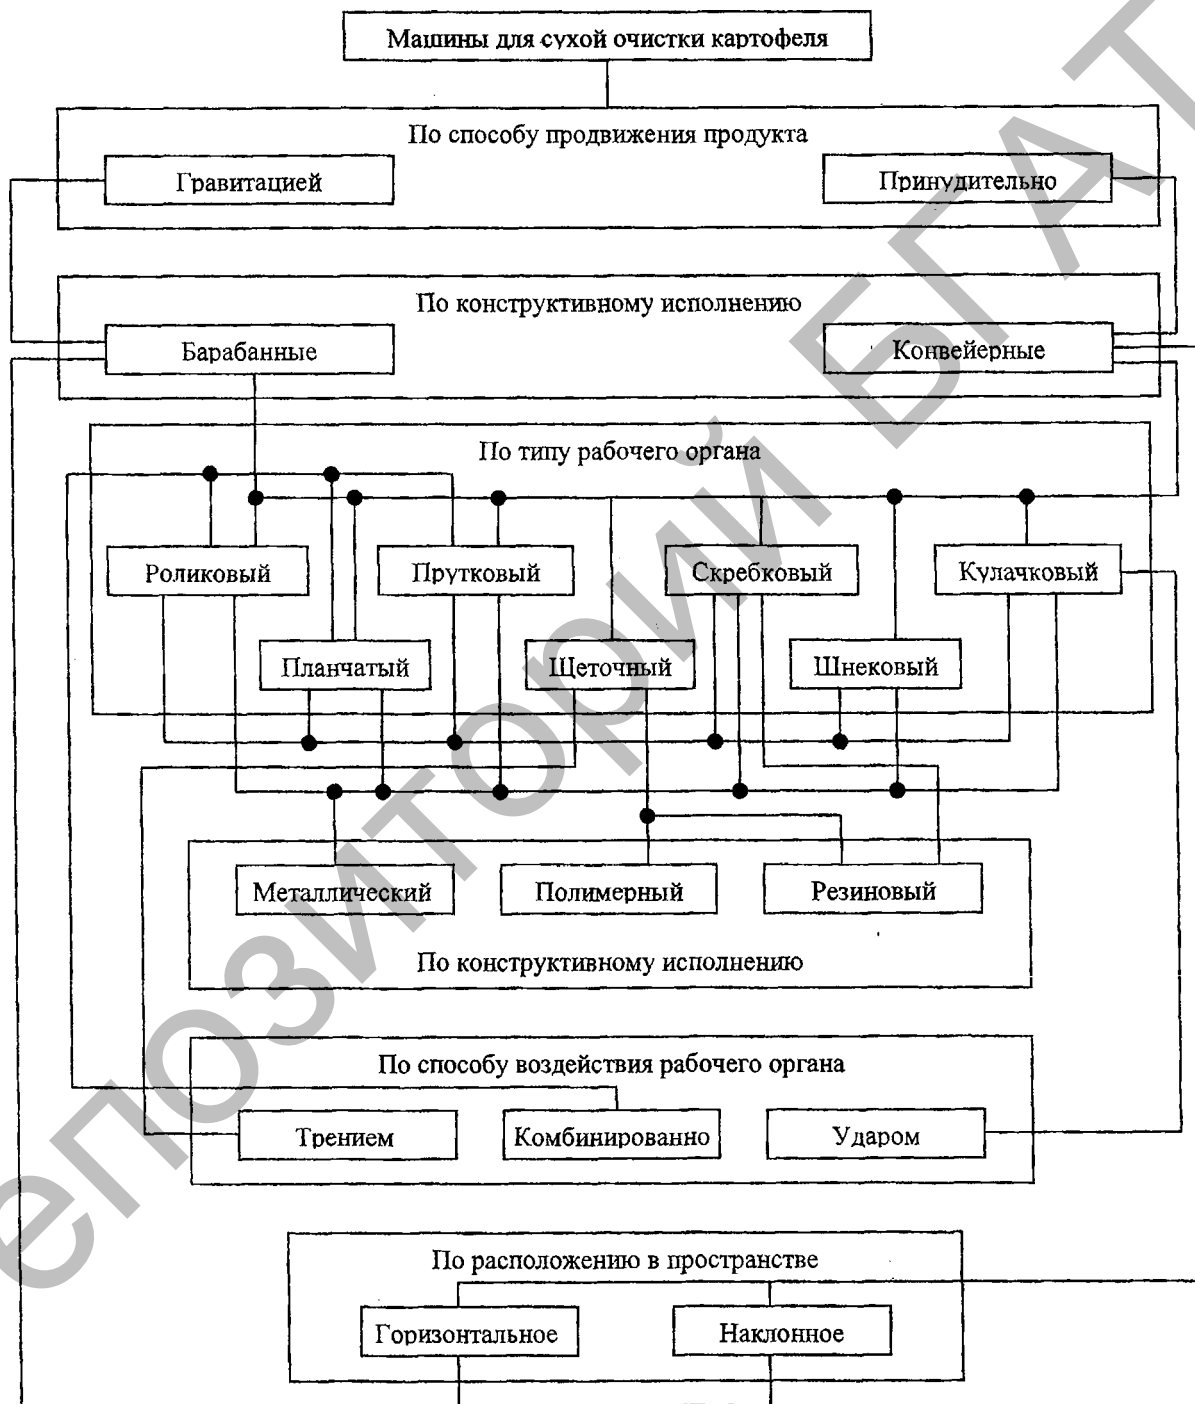 Машины для сухой очистки картофеля
По способу продвижения продукта
Гравитацией
Принудительно
По конструктивному исполнению
Барабанные
Конвейерные
По типу рабочего органа
Роликовый
Прутковый
Скребковый
Кулачковый
Планчатый
Щеточный
Шнековый
Металлический
Полимерный
Резиновый
По конструктивному исполнению
По способу воздействия рабочего органа
Трением
Комбинированно
Ударом
По расположению в пространстве
Горизонтальное
Наклонное
епозиторий БГАТ